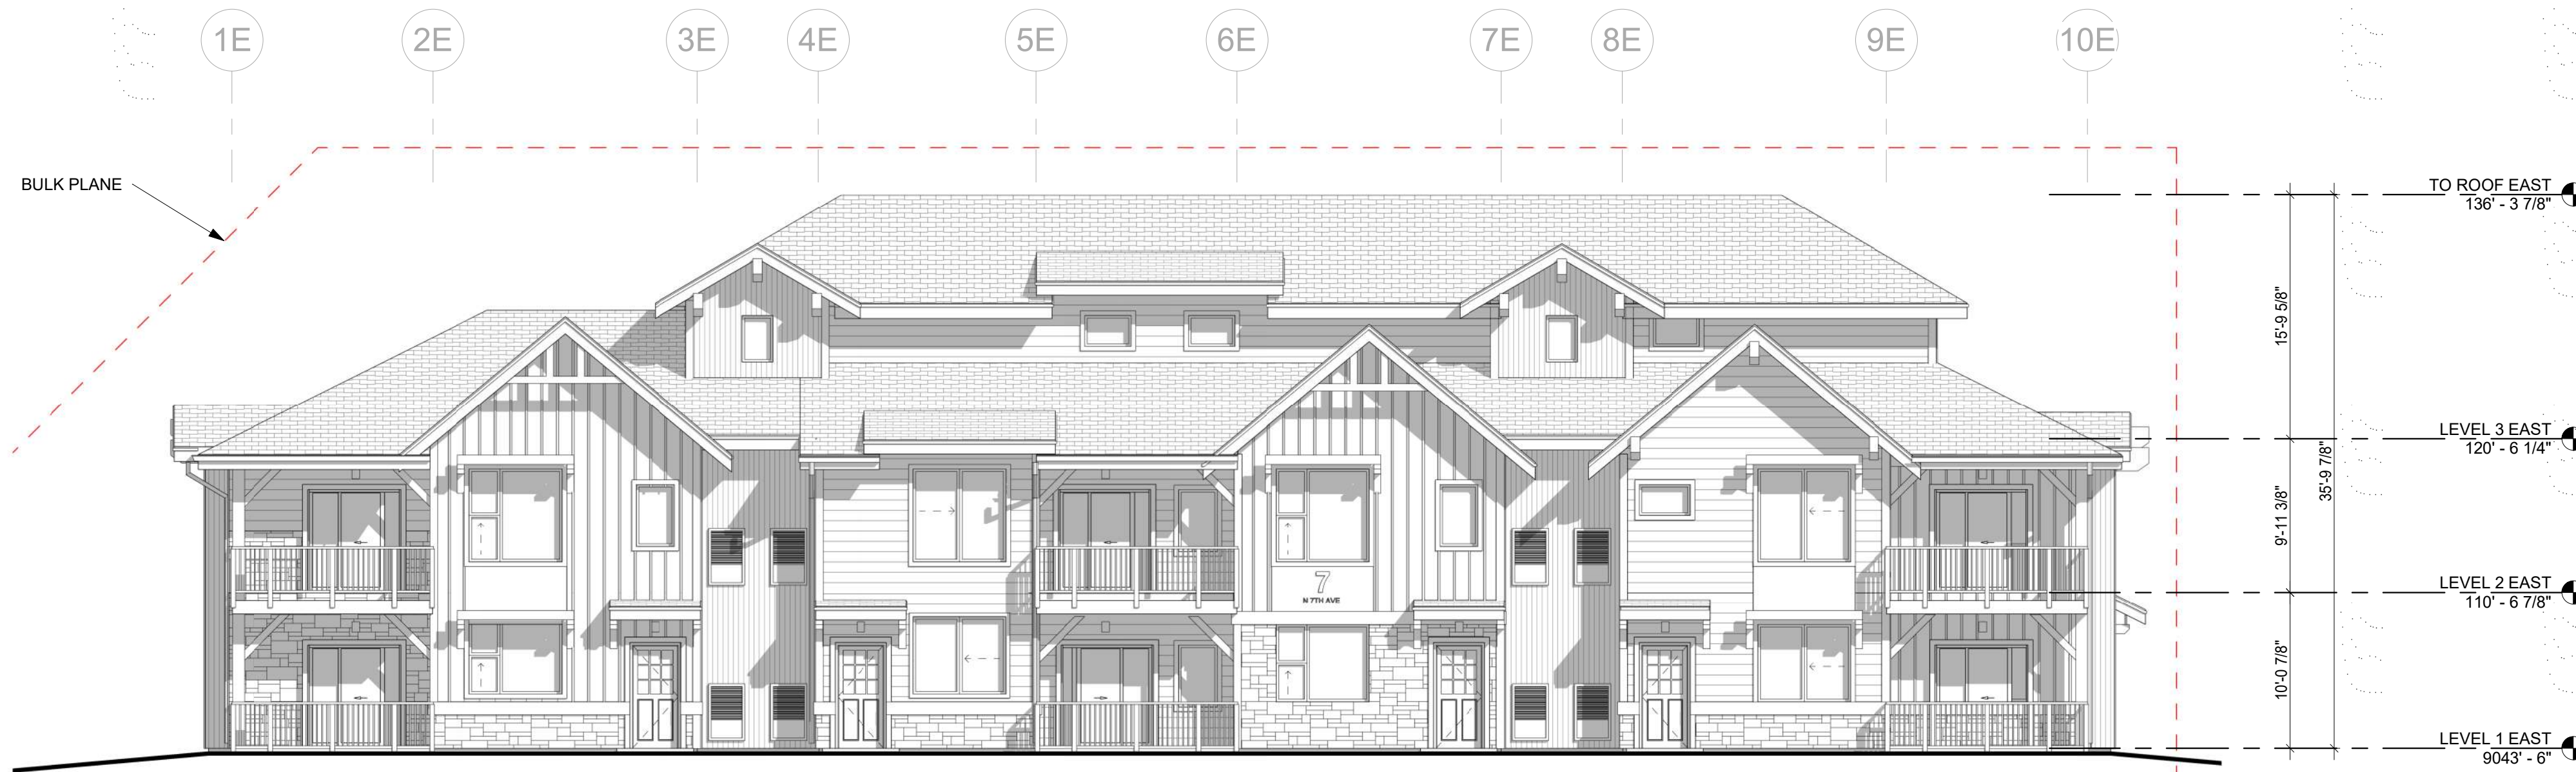 1E 2E 3E 4E 5E 6E 7E 8E 9E 10E
BULK PLANE
TO ROOF EAST
136' - 3 7/8"
15'-9 5/8"
LEVEL 3 EAST
120' - 6 1/4"
35'-9 7/8"
9'-11 3/8"
7
N 7TH AVE
LEVEL 2 EAST
110' - 6 7/8"
10'-0 7/8"
LEVEL 1 EAST
9043' - 6"